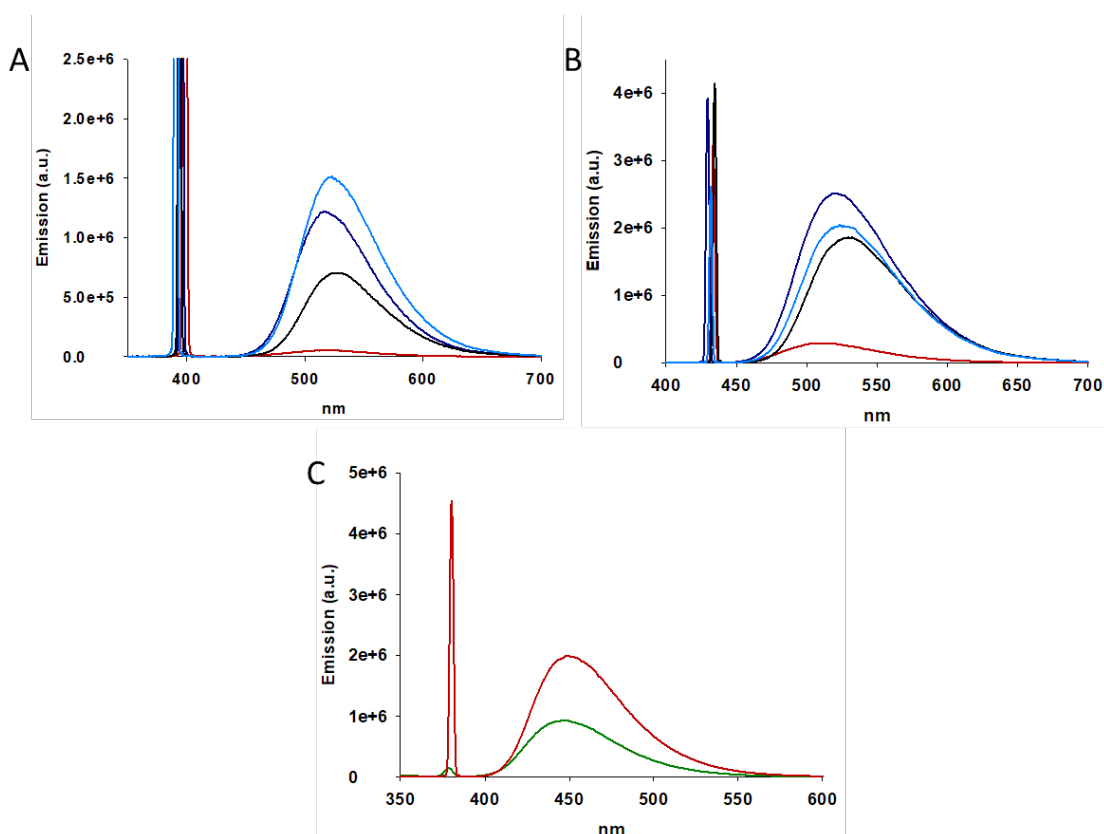 A
Emission (a.u.)
2.5e+6
2.0e+6
1.5e+6
1.0e+6
5.0e+5
0.0
400 500 600 700
nm
B
Emission (a.u.)
4e+6
3e+6
2e+6
1e+6
0
400 450 500 550 600 650 700
nm
C
Emission (a.u.)
5e+6
4e+6
3e+6
2e+6
1e+6
0
350 400 450 500 550 600
nm